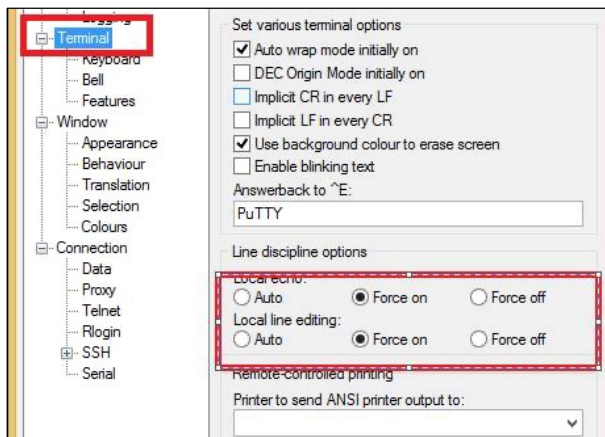 Logging
Terminal
Keyboard
Bell
Features
Window
Appearance
Behaviour
Translation
Selection
Colours
Connection
Data
Proxy
Telnet
Rlogin
SSH
Serial
Set various terminal options
Auto wrap mode initially on
DEC Origin Mode initially on
Implicit CR in every LF
Implicit LF in every CR
Use background colour to erase screen
Enable blinking text
Answerback to ^E:
PuTTY
Line discipline options
Local echo:
Auto Force on Force off
Local line editing:
Auto Force on Force off
Remote-controlled printing
Printer to send ANSI printer output to: